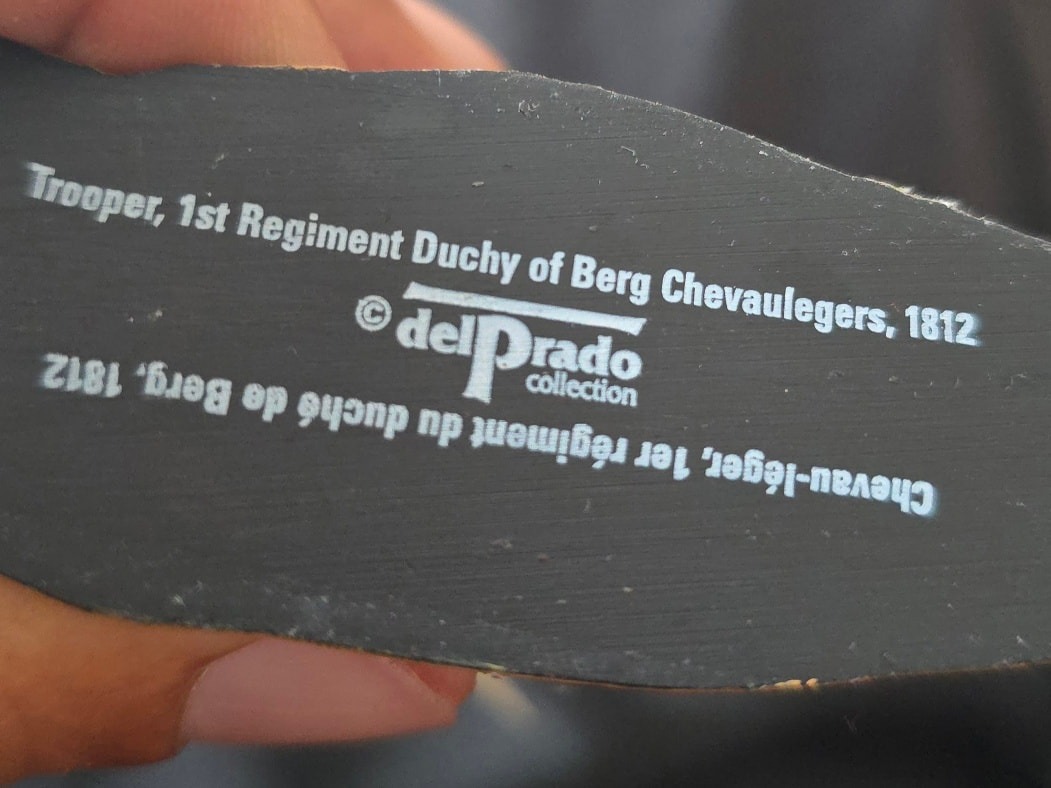 Trooper, 1st Regiment Duchy of Berg Chevaulegers, 1812
© delPrado
collection
Chevau-léger, 1er régiment du duché de Berg, 1812